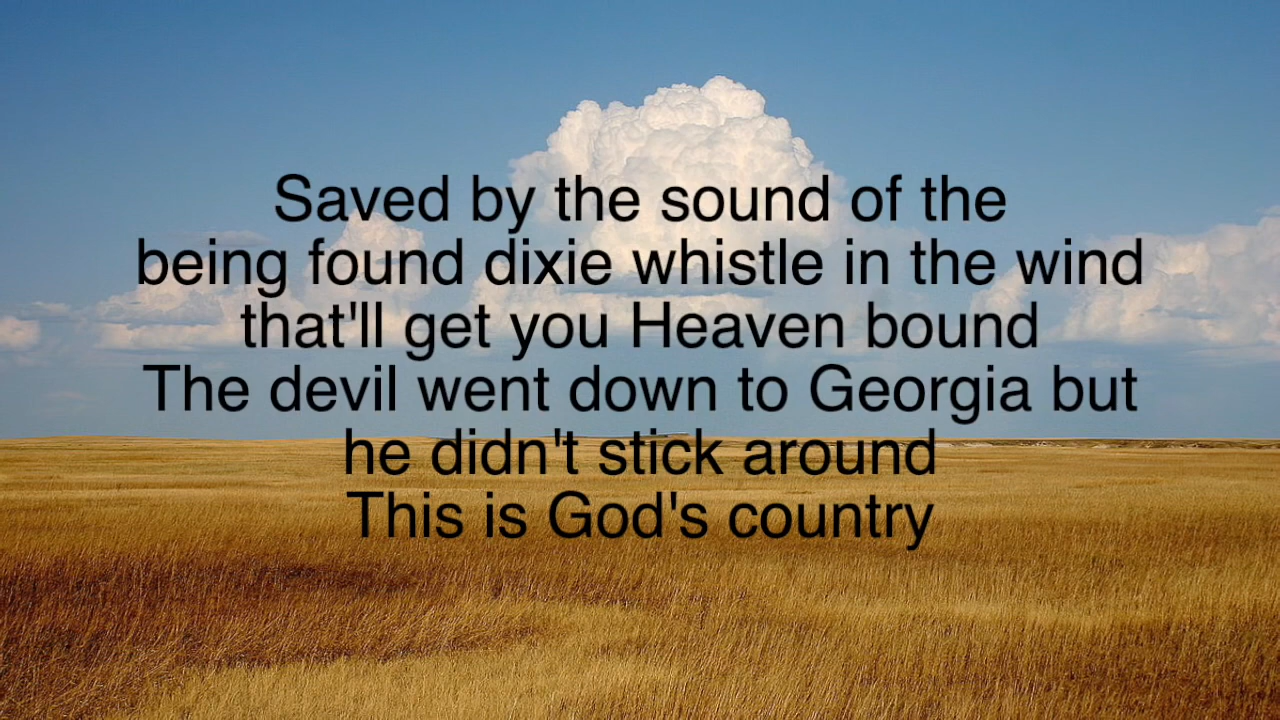 Saved by the sound of the
being found dixie whistle in the wind
that'll get you Heaven bound
The devil went down to Georgia but
he didn't stick around
This is God's country